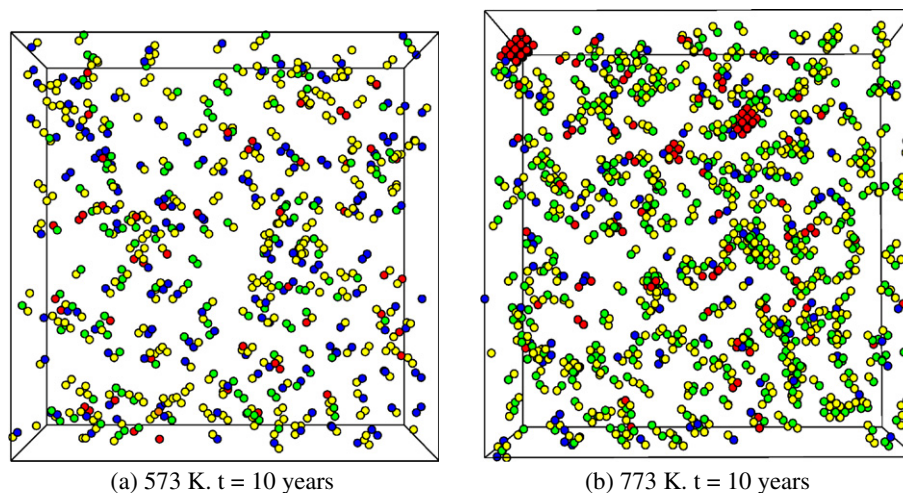 (a) 573 K. t = 10 years
(b) 773 K. t = 10 years